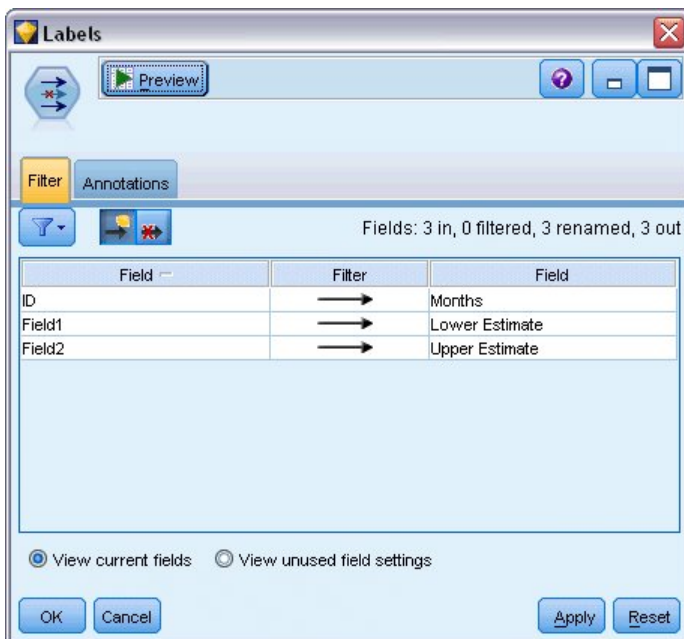 Labels
Preview
?
Filter Annotations
Fields: 3 in, 0 filtered, 3 renamed, 3 out
Field Filter Field
ID Months
Field1 Lower Estimate
Field2 Upper Estimate
View current fields View unused field settings
OK Cancel Apply Reset